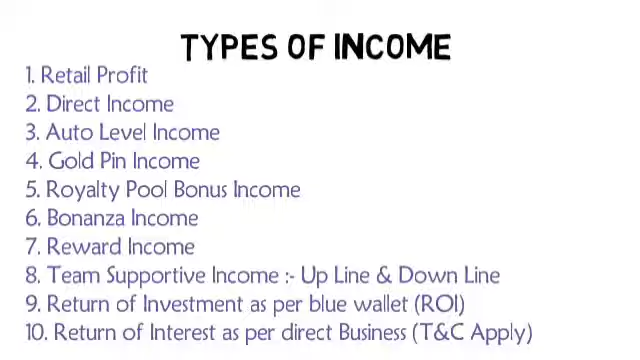 TYPES OF INCOME
1. Retail Profit
2. Direct Income
3. Auto Level Income
4. Gold Pin Income
5. Royalty Pool Bonus Income
6. Bonanza Income
7. Reward Income
8. Team Supportive Income :- Up Line & Down Line
9. Return of Investment as per blue wallet (ROI)
10. Return of Interest as per direct Business (T&C Apply)